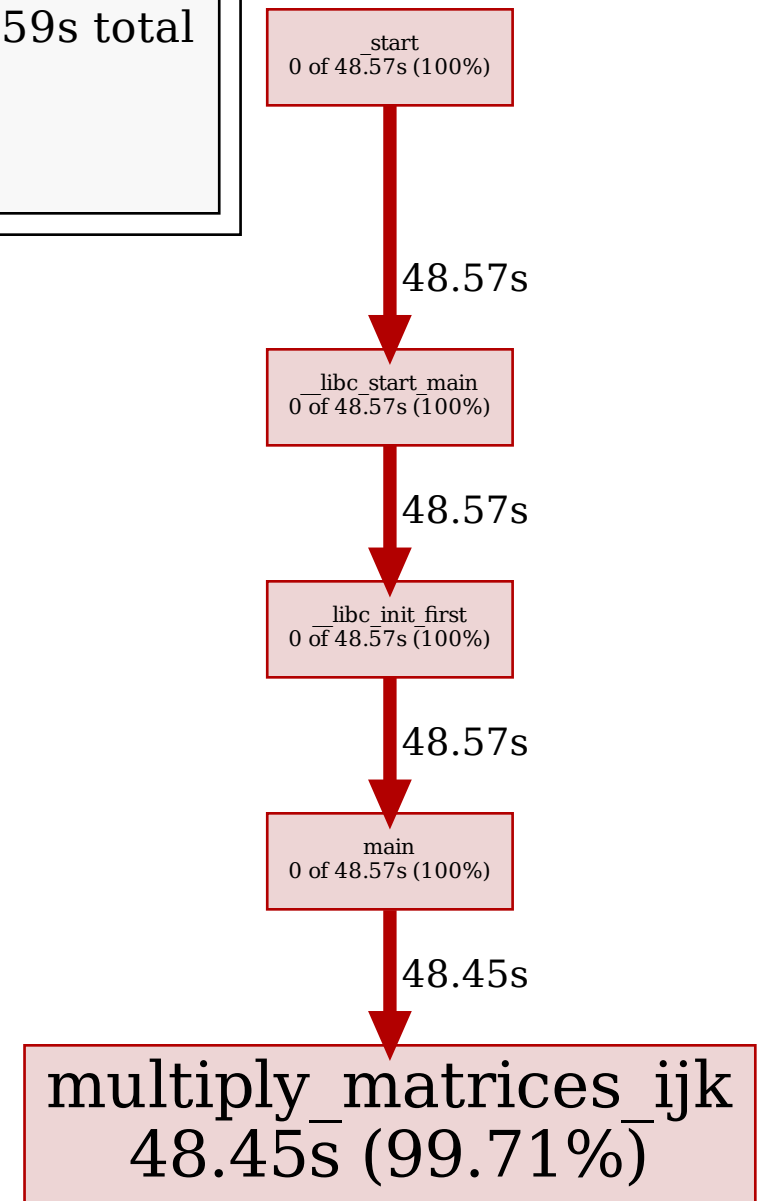 59s total
_start
0 of 48.57s (100%)
48.57s
__libc_start_main
0 of 48.57s (100%)
48.57s
__libc_init_first
0 of 48.57s (100%)
48.57s
main
0 of 48.57s (100%)
48.45s
multiply_matrices_ijk
48.45s (99.71%)